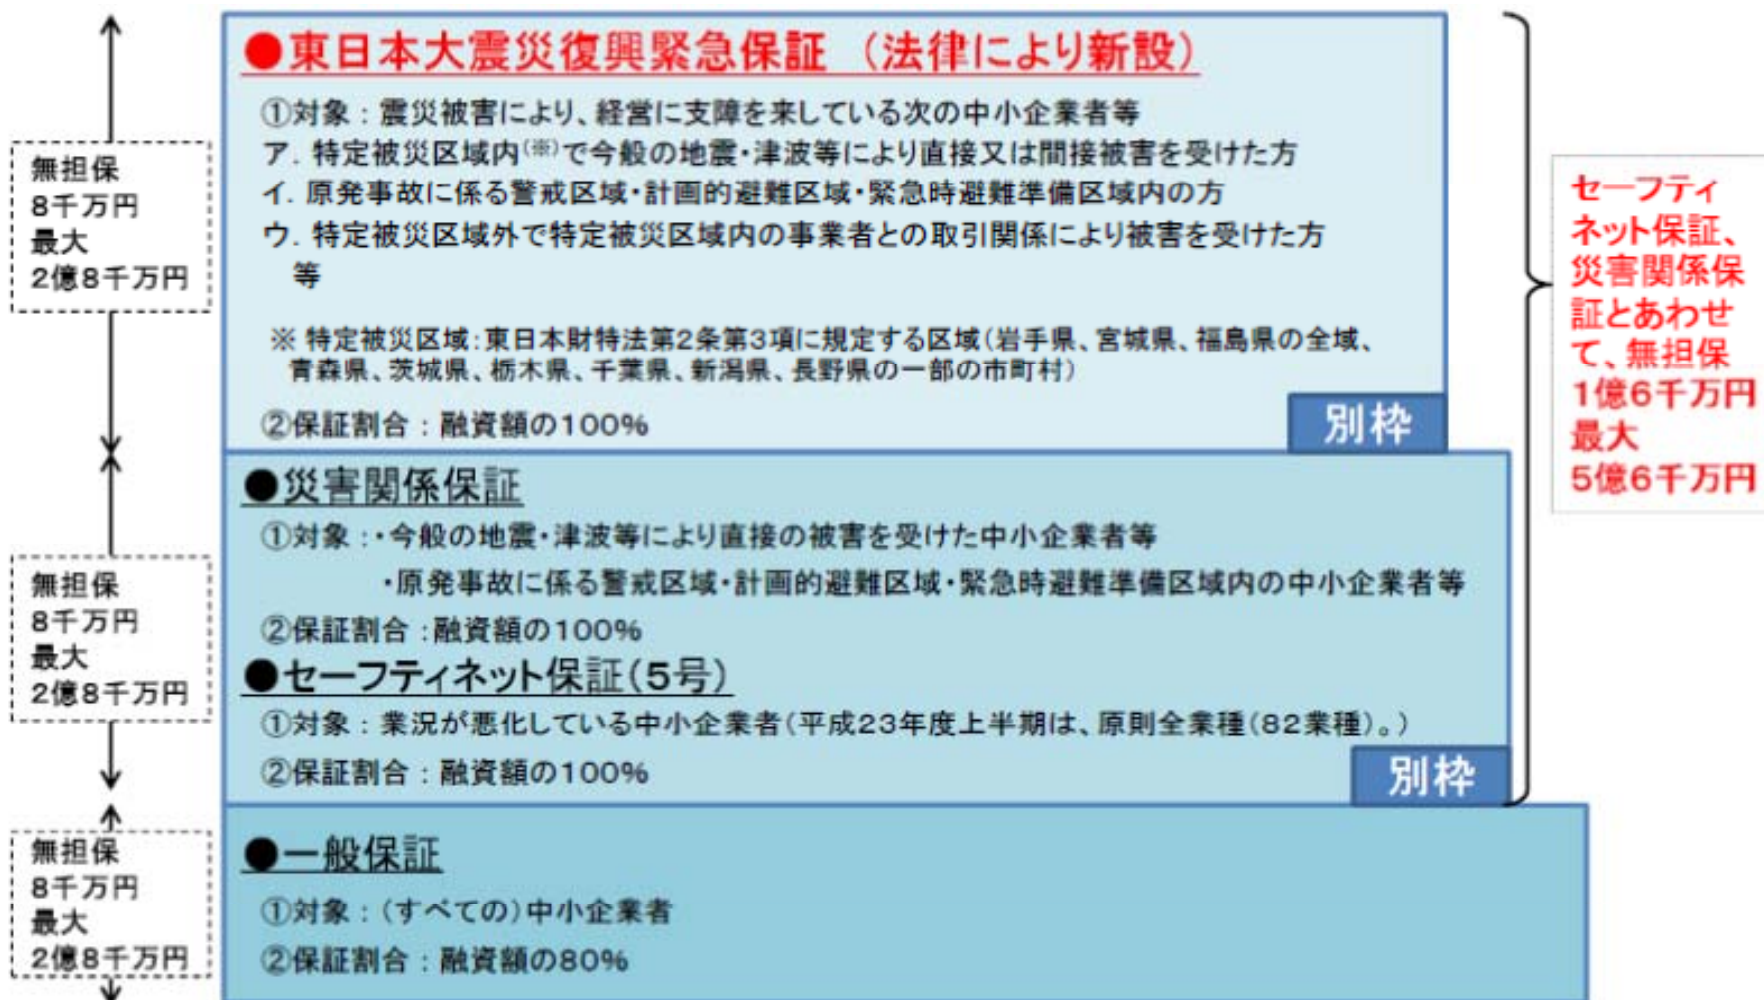 ●東日本大震災復興緊急保証 （法律により新設）
①対象：震災被害により、経営に支障を来している次の中小企業者等
ア．特定被災区域内(※)で今般の地震・津波等により直接又は間接被害を受けた方
イ．原発事故に係る警戒区域・計画的避難区域・緊急時避難準備区域内の方
ウ．特定被災区域外で特定被災区域内の事業者との取引関係により被害を受けた方
等
※ 特定被災区域：東日本財特法第２条第３項に規定する区域（岩手県、宮城県、福島県の全域、
青森県、茨城県、栃木県、千葉県、新潟県、長野県の一部の市町村）
②保証割合：融資額の１００％
別枠
無担保
８千万円
最大
２億８千万円
●災害関係保証
①対象：・今般の地震・津波等により直接の被害を受けた中小企業者等
・原発事故に係る警戒区域・計画的避難区域・緊急時避難準備区域内の中小企業者等
②保証割合：融資額の１００％
●セーフティネット保証（５号）
①対象：業況が悪化している中小企業者（平成２３年度上半期は、原則全業種（８２業種）。）
②保証割合：融資額の１００％
別枠
無担保
８千万円
最大
２億８千万円
セーフティ
ネット保証、
災害関係保
証とあわせ
て、無担保
１億６千万円
最大
５億６千万円
●一般保証
①対象：（すべての）中小企業者
②保証割合：融資額の８０％
無担保
８千万円
最大
２億８千万円